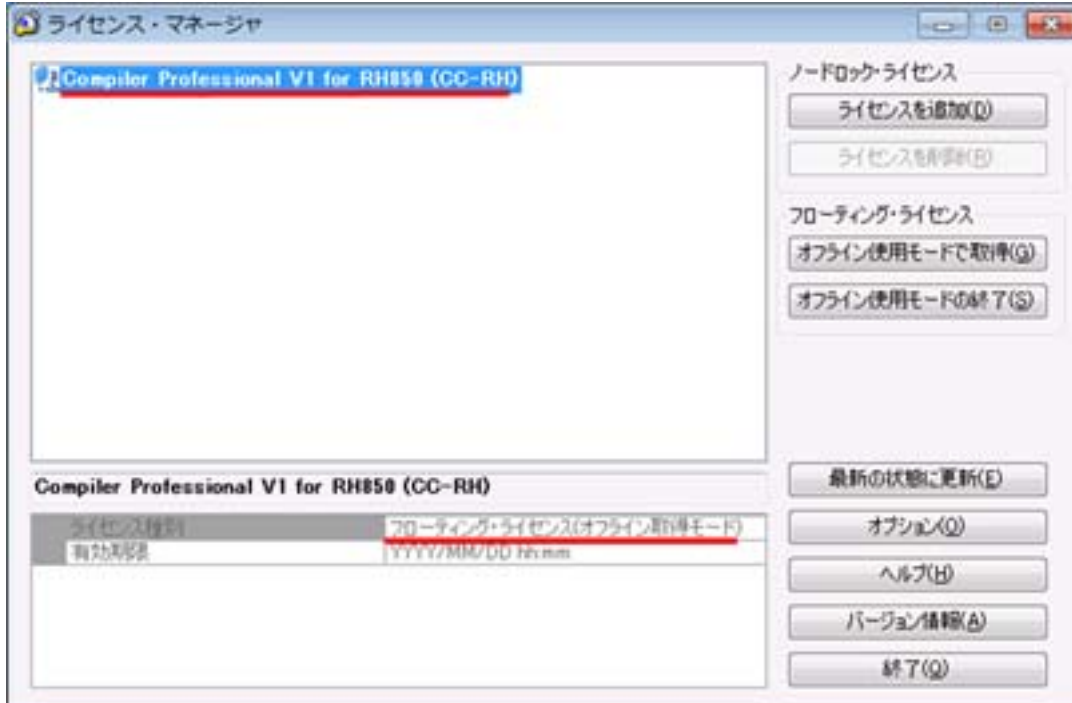 ライセンス・マネージャ
Compiler Professional V1 for RH850 (CC-RH)
ノードロック・ライセンス
ライセンスを追加(D)
ライセンスを削除(R)
フローティング・ライセンス
オフライン使用モードで取得(G)
オフライン使用モードの終了(S)
Compiler Professional V1 for RH850 (CC-RH)
ライセンス種別 フローティング・ライセンス(オフライン取得モード)
有効期限 YYYY/MM/DD hh:mm
最新の状態に更新(E)
オプション(O)
ヘルプ(H)
バージョン情報(A)
終了(Q)